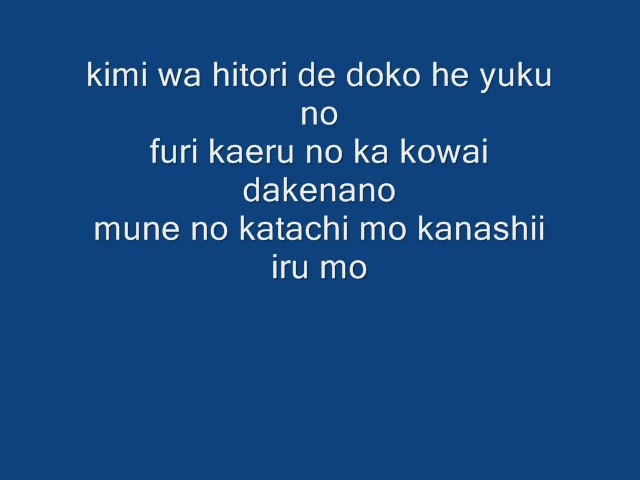 kimi wa hitori de doko he yuku
no
furi kaeru no ka kowai
dakenano
mune no katachi mo kanashii
iru mo